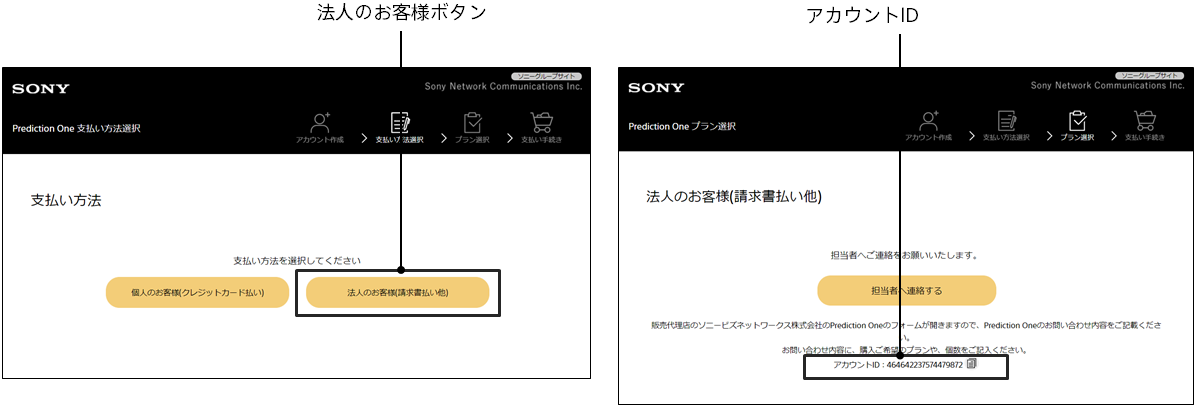 法人のお客様ボタン
SONY
ソニーグループサイト
Sony Network Communications Inc.
Prediction One 支払い方法選択
アカウント作成
支払い方法選択
プラン選択
支払い手続き
支払い方法
支払い方法を選択してください
個人のお客様(クレジットカード払い)
法人のお客様(請求書払い他)
アカウントID
SONY
ソニーグループサイト
Sony Network Communications Inc.
Prediction One プラン選択
アカウント作成
支払い方法選択
プラン選択
支払い手続き
法人のお客様(請求書払い他)
担当者へご連絡をお願いいたします。
担当者へ連絡する
販売代理店のソニービズネットワークス株式会社のPrediction Oneのフォームが開きますので、Prediction Oneのお問い合わせ内容をご記載くださ
い。
お問い合わせ内容に、購入ご希望のプランや、個数をご記入ください。
アカウントID：464642237574479872